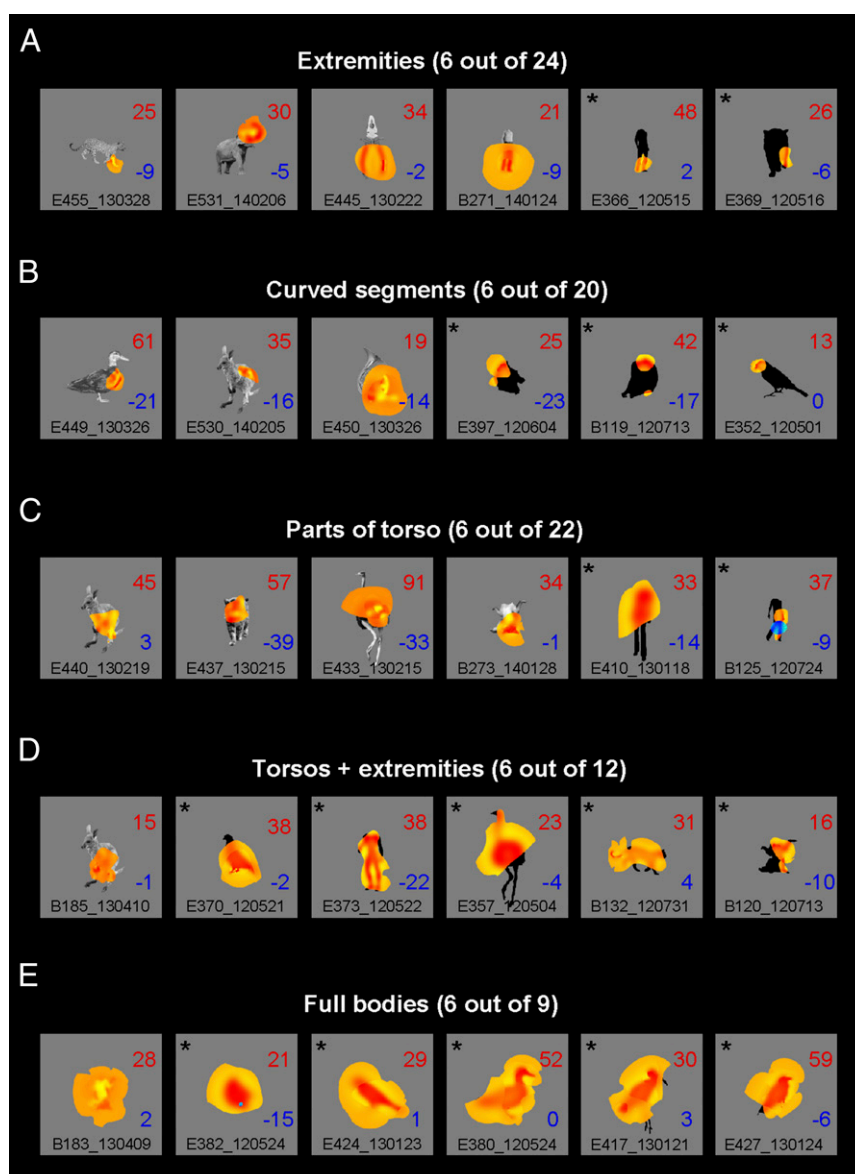 A
Extremities (6 out of 24)
25 30 34 21 * 48 * 26
-9 -5 -2 -9 2 -6
E455_130328 E531_140206 E445_130222 B271_140124 E366_120515 E369_120516
B
Curved segments (6 out of 20)
61 35 19 * 25 * 42 * 13
-21 -16 -14 -23 -17 0
E449_130326 E530_140205 E450_130326 E397_120604 B119_120713 E352_120501
C
Parts of torso (6 out of 22)
45 57 91 34 * 33 * 37
3 -39 -33 -1 -14 -9
E440_130219 E437_130215 E433_130215 B273_140128 E410_130118 B125_120724
D
Torsos + extremities (6 out of 12)
15 * 38 * 38 * 23 * 31 * 16
-1 -2 -22 -4 4 -10
B185_130410 E370_120521 E373_120522 E357_120504 B132_120731 B120_120713
E
Full bodies (6 out of 9)
28 * 21 * 29 * 52 * 30 * 59
2 -15 1 0 3 -6
B183_130409 E382_120524 E424_130123 E380_120524 E417_130121 E427_130124